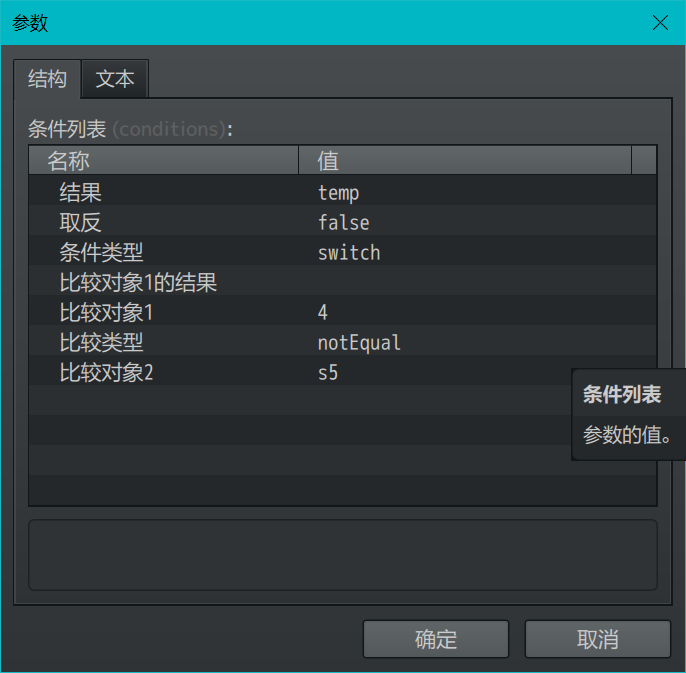 参数
结构 文本
条件列表 (conditions):
名称 值
结果 temp
取反 false
条件类型 switch
比较对象1的结果
比较对象1 4
比较类型 notEqual
比较对象2 s5
条件列表
参数的值。
确定 取消